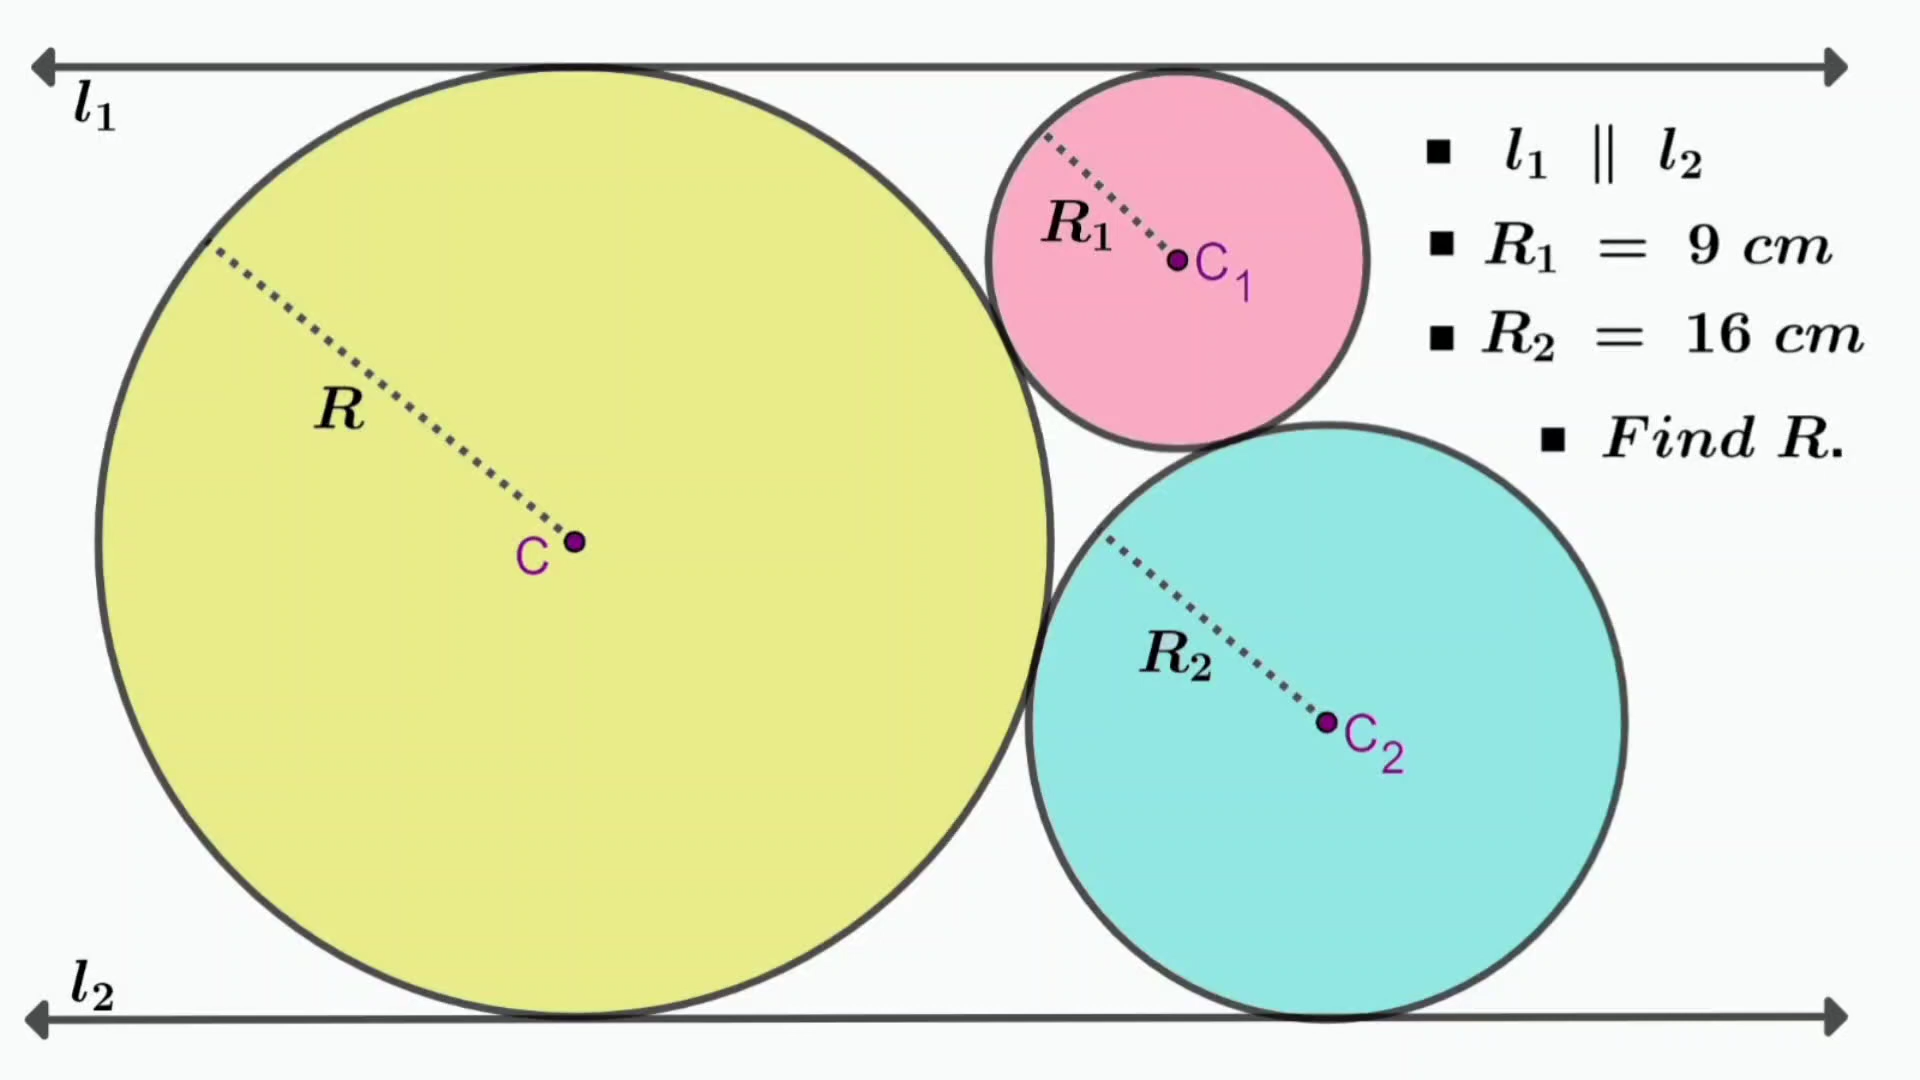 l₁
l₁ ∥ l₂
R₁
C₁
R₁ = 9 cm
R₂ = 16 cm
R
Find R.
C
R₂
C₂
l₂